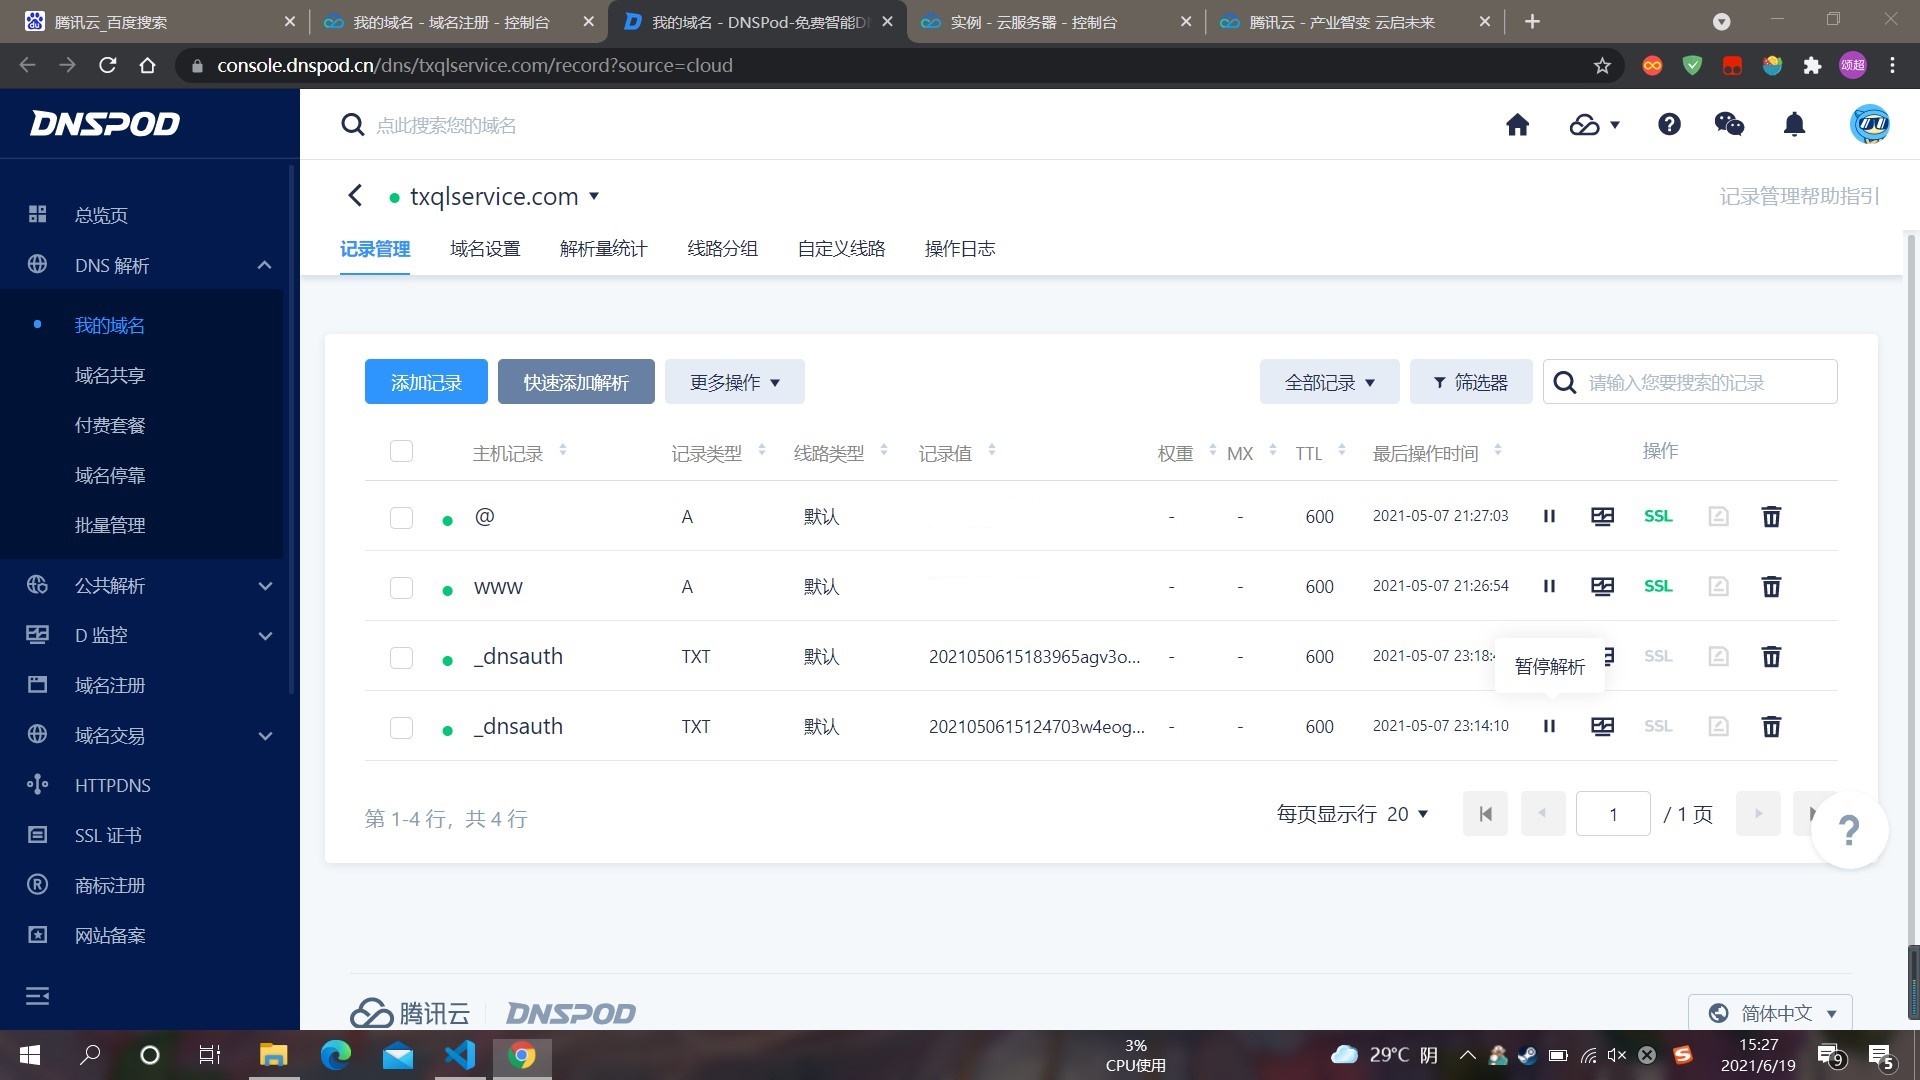 腾讯云_百度搜索
我的域名 - 域名注册 - 控制台
我的域名 - DNSPod-免费智能DN
实例 - 云服务器 - 控制台
腾讯云 - 产业智变 云启未来
console.dnspod.cn/dns/txqlservice.com/record?source=cloud
颂超
DNSPOD
点此搜索您的域名
总览页
DNS 解析
我的域名
域名共享
付费套餐
域名停靠
批量管理
公共解析
D 监控
域名注册
域名交易
HTTPDNS
SSL 证书
商标注册
网站备案
txqlservice.com
记录管理帮助指引
记录管理 域名设置 解析量统计 线路分组 自定义线路 操作日志
添加记录 快速添加解析 更多操作 全部记录 筛选器 请输入您要搜索的记录
主机记录 记录类型 线路类型 记录值 权重 MX TTL 最后操作时间 操作
@ A 默认 - - 600 2021-05-07 21:27:03 SSL
www A 默认 - - 600 2021-05-07 21:26:54 SSL
_dnsauth TXT 默认 2021050615183965agv3o... - - 600 2021-05-07 23:18: SSL
暂停解析
_dnsauth TXT 默认 2021050615124703w4eog... - - 600 2021-05-07 23:14:10 SSL
第 1-4 行，共 4 行
每页显示行 20 1 / 1 页
?
腾讯云 DNSPOD
简体中文
3%
CPU使用
29°C 阴
15:27
2021/6/19
9
5